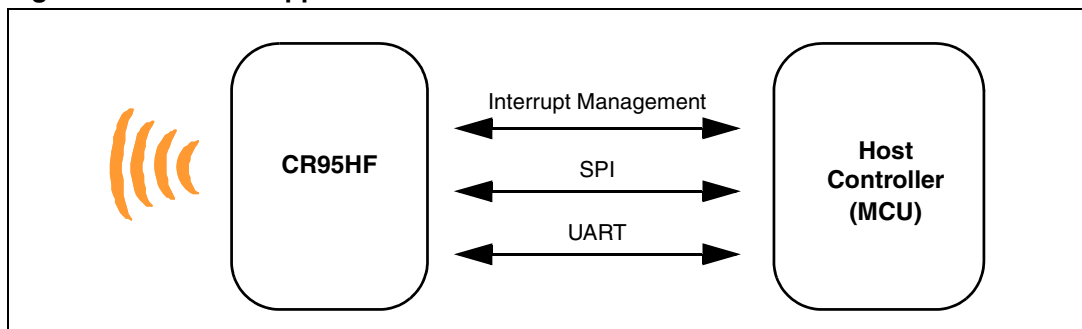 Interrupt Management
CR95HF
SPI
Host
Controller
(MCU)
UART